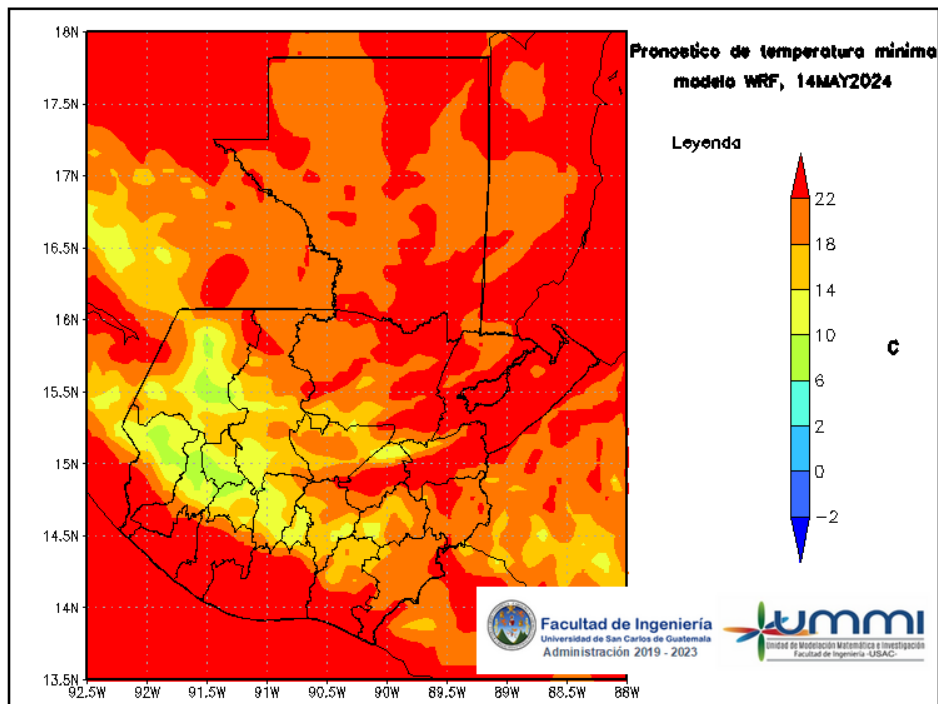 Pronostico de temperatura minima
modelo WRF, 14MAY2024
Leyenda
22
18
14
10
6
2
0
−2
C
18N
17.5N
17N
16.5N
16N
15.5N
15N
14.5N
14N
13.5N
92.5W 92W 91.5W 91W 90.5W 90W 89.5W 89W 88.5W 88W
Facultad de Ingeniería
Universidad de San Carlos de Guatemala
Administración 2019 - 2023
UMMI
Unidad de Modelación Matemática e Investigación
Facultad de Ingeniería -USAC-